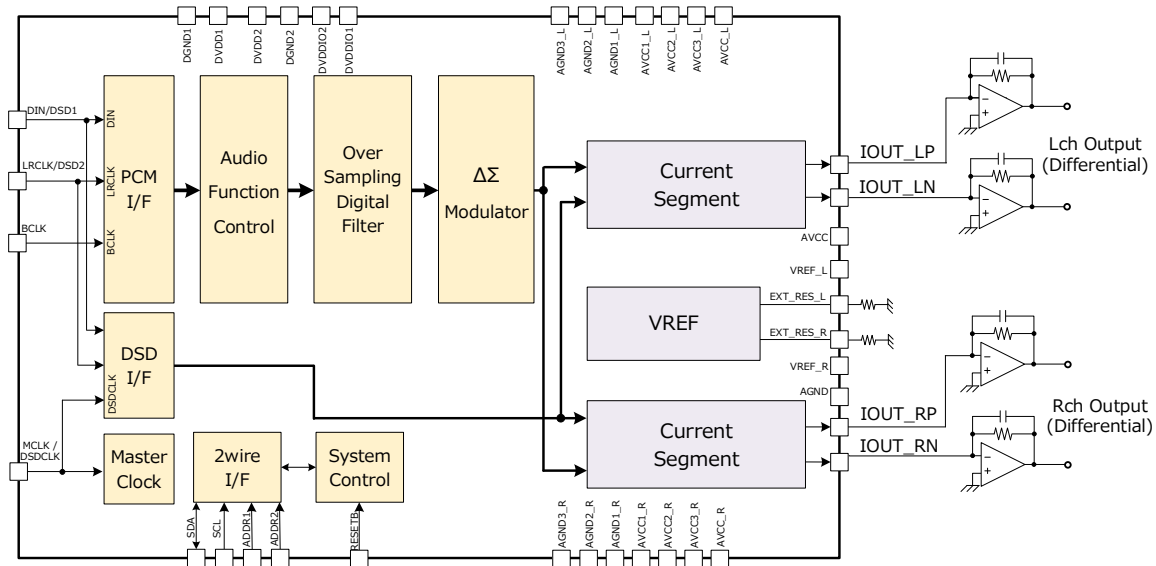 DGND1
DVDD1
DVDD2
DGND2
DVDDIO2
DVDDIO1
AGND3_L
AGND2_L
AGND1_L
AVCC1_L
AVCC2_L
AVCC3_L
AVCC_L
DIN/DSD1
LRCLK/DSD2
BCLK
MCLK /
DSDCLK
DIN
LRCLK
BCLK
PCM
I/F
Audio
Function
Control
Over
Sampling
Digital
Filter
ΔΣ
Modulator
Current
Segment
IOUT_LP
IOUT_LN
Lch Output
(Differential)
AVCC
VREF_L
EXT_RES_L
EXT_RES_R
VREF_R
AGND
VREF
DSD
I/F
DSDCLK
Current
Segment
IOUT_RP
IOUT_RN
Rch Output
(Differential)
Master
Clock
2wire
I/F
System
Control
SDA
SCL
ADDR1
ADDR2
RESETB
AGND3_R
AGND2_R
AGND1_R
AVCC1_R
AVCC2_R
AVCC3_R
AVCC_R